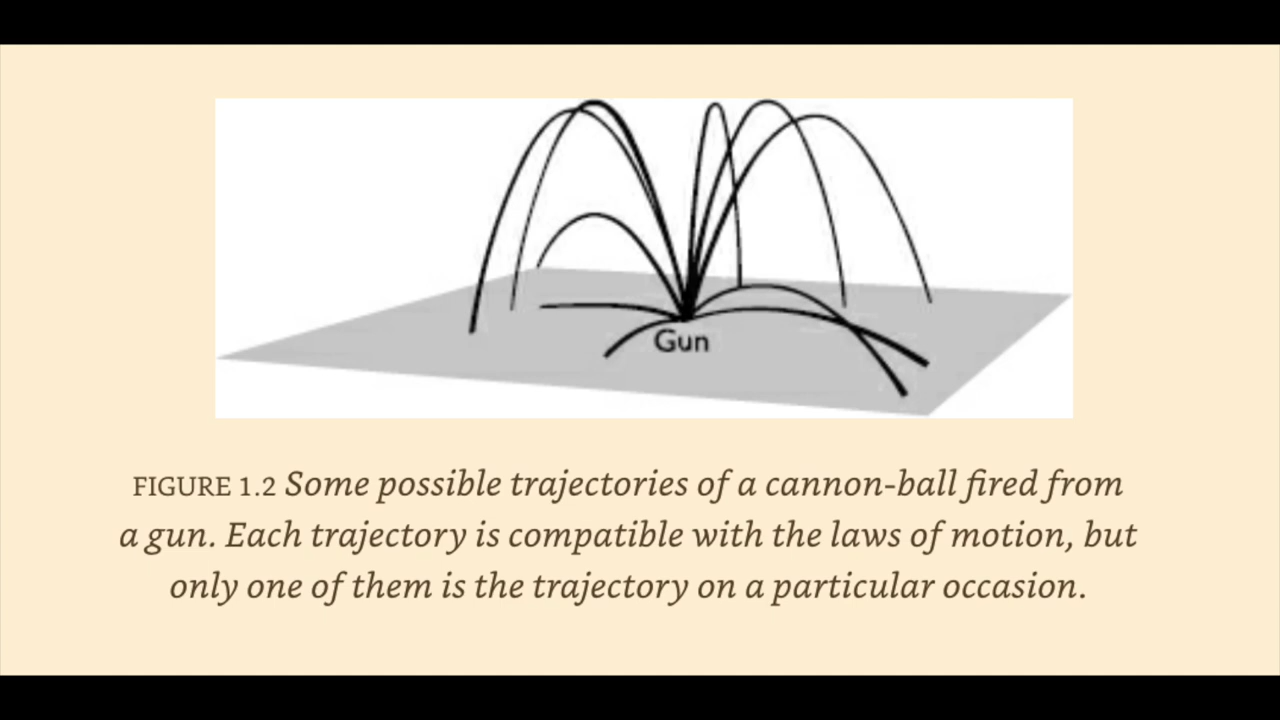 Gun
FIGURE 1.2 Some possible trajectories of a cannon-ball fired from
a gun. Each trajectory is compatible with the laws of motion, but
only one of them is the trajectory on a particular occasion.